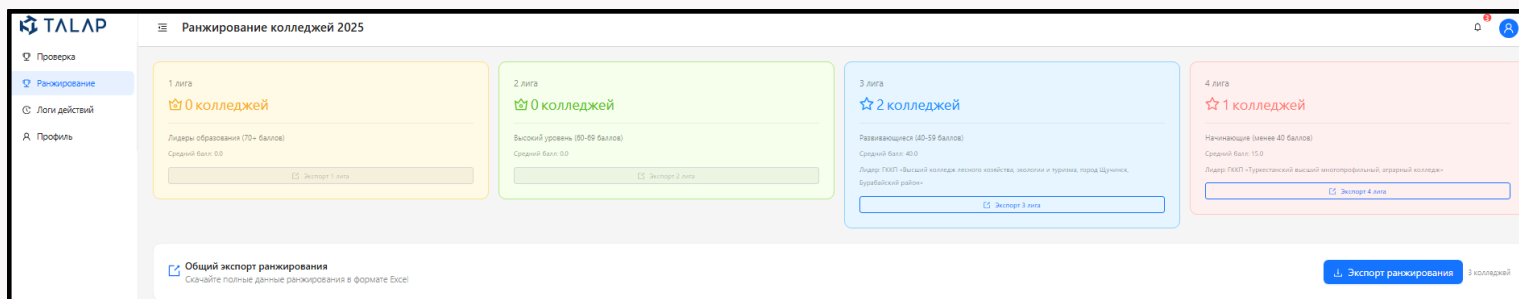 TALAP
Ранжирование колледжей 2025
3
Проверка
Ранжирование
Логи действий
Профиль
1 лига
0 колледжей
Лидеры образования (70+ баллов)
Средний балл: 0.0
Экспорт 1 лига
2 лига
0 колледжей
Высокий уровень (60-69 баллов)
Средний балл: 0.0
Экспорт 2 лига
3 лига
2 колледжей
Развивающиеся (40-59 баллов)
Средний балл: 40.0
Лидер: ГККП «Высший колледж лесного хозяйства, экологии и туризма, город Щучинск,
Бурабайский район»
Экспорт 3 лига
4 лига
1 колледжей
Начинающие (менее 40 баллов)
Средний балл: 15.0
Лидер: ГККП «Туркестанский высший многопрофильный, аграрный колледж»
Экспорт 4 лига
Общий экспорт ранжирования
Скачайте полные данные ранжирования в формате Excel
Экспорт ранжирования
3 колледжей